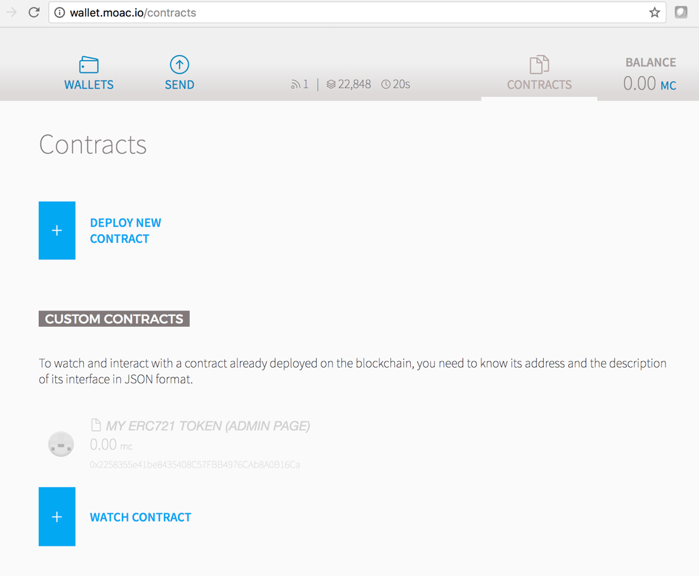 wallet.moac.io/contracts
WALLETS
SEND
1 | 22,848 20s
CONTRACTS
BALANCE
0.00 MC
Contracts
+ DEPLOY NEW
CONTRACT
CUSTOM CONTRACTS
To watch and interact with a contract already deployed on the blockchain, you need to know its address and the description
of its interface in JSON format.
MY ERC721 TOKEN (ADMIN PAGE)
0.00 mc
+ WATCH CONTRACT